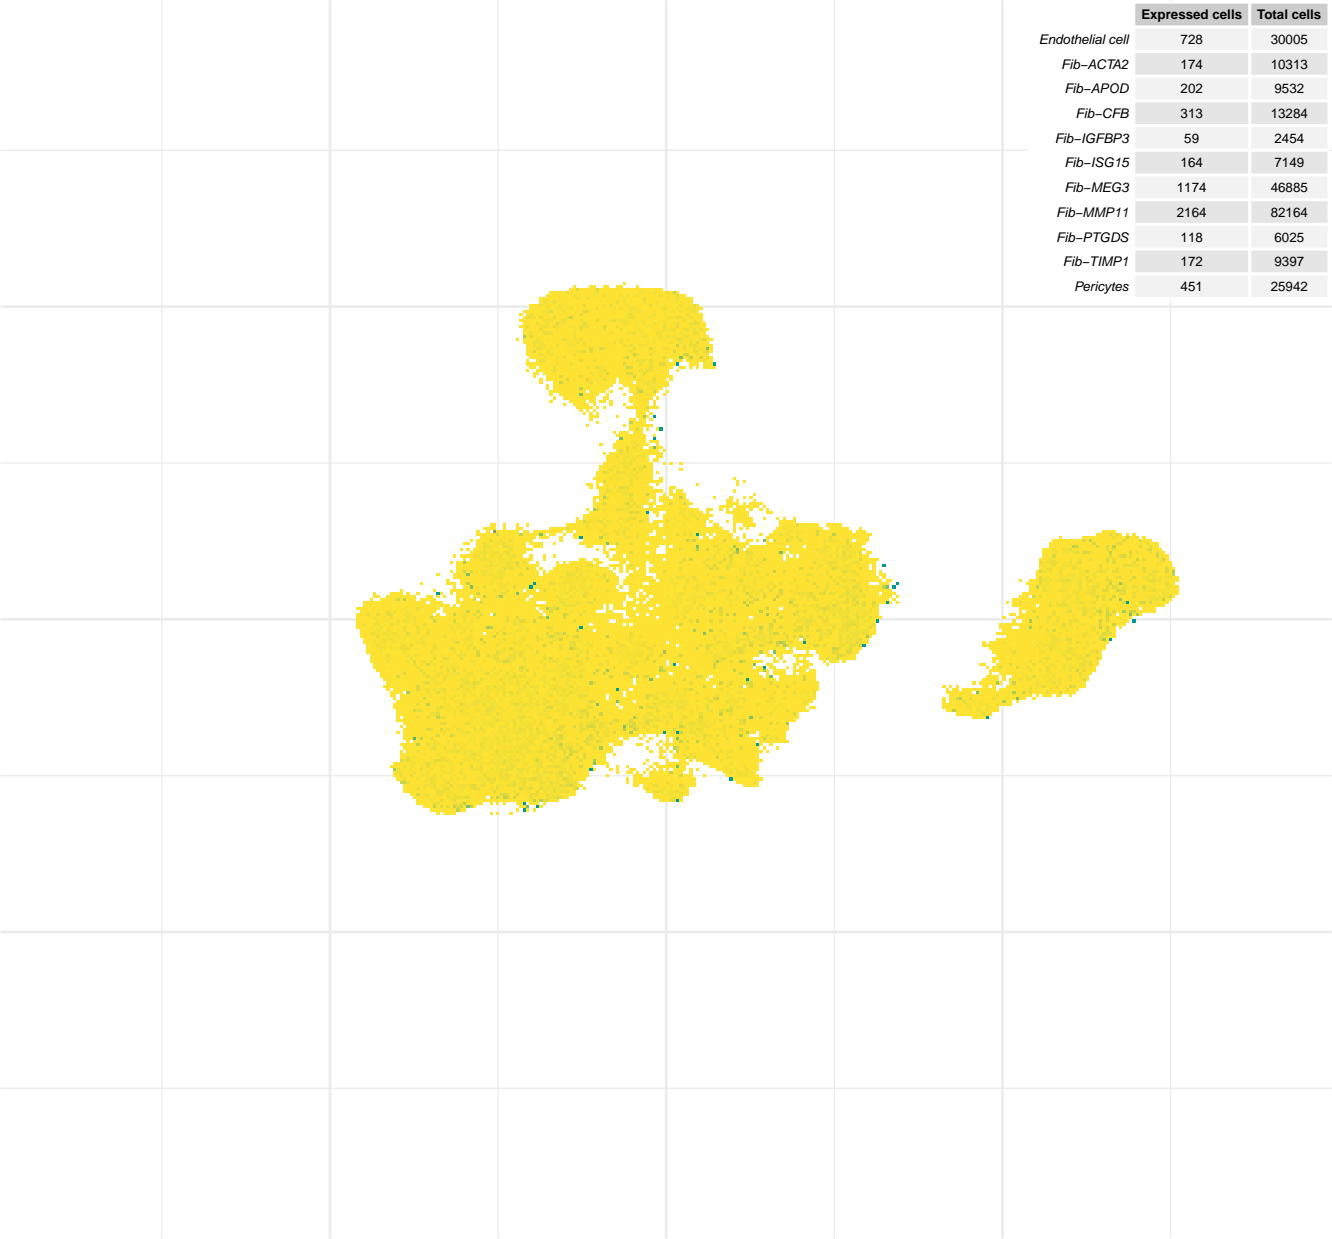 Expressed cells Total cells
Endothelial cell 728 30005
Fib−ACTA2 174 10313
Fib−APOD 202 9532
Fib−CFB 313 13284
Fib−IGFBP3 59 2454
Fib−ISG15 164 7149
Fib−MEG3 1174 46885
Fib−MMP11 2164 82164
Fib−PTGDS 118 6025
Fib−TIMP1 172 9397
Pericytes 451 25942